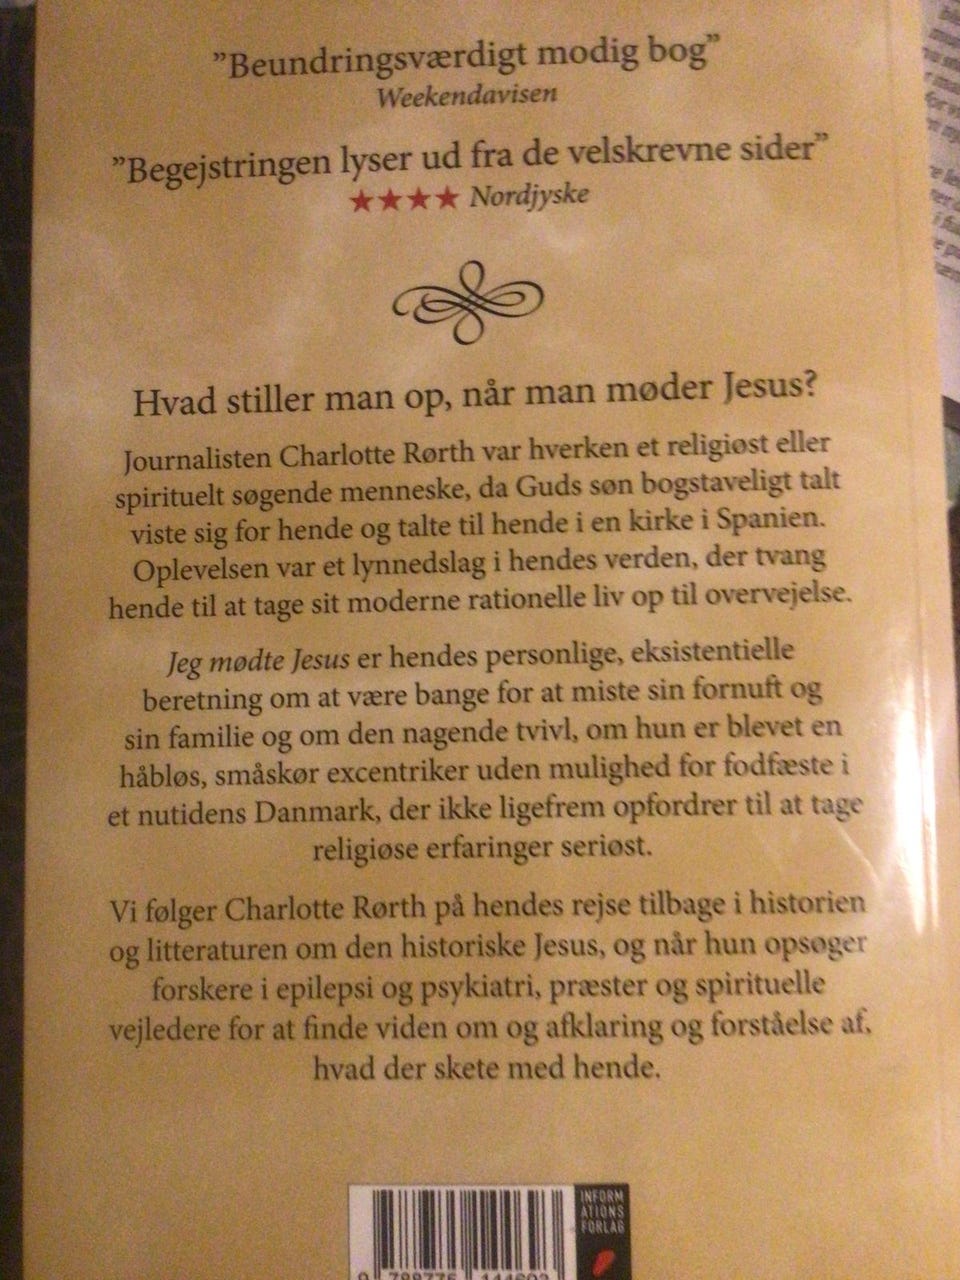 ”Beundringsværdigt modig bog”
Weekendavisen
”Begejstringen lyser ud fra de velskrevne sider”
★★★★ Nordjyske
Hvad stiller man op, når man møder Jesus?
Journalisten Charlotte Rørth var hverken et religiøst eller
spirituelt søgende menneske, da Guds søn bogstaveligt talt
viste sig for hende og talte til hende i en kirke i Spanien.
Oplevelsen var et lynnedslag i hendes verden, der tvang
hende til at tage sit moderne rationelle liv op til overvejelse.
Jeg mødte Jesus er hendes personlige, eksistentielle
beretning om at være bange for at miste sin fornuft og
sin familie og om den nagende tvivl, om hun er blevet en
håbløs, småskør excentriker uden mulighed for fodfæste i
et nutidens Danmark, der ikke ligefrem opfordrer til at tage
religiøse erfaringer seriøst.
Vi følger Charlotte Rørth på hendes rejse tilbage i historien
og litteraturen om den historiske Jesus, og når hun opsøger
forskere i epilepsi og psykiatri, præster og spirituelle
vejledere for at finde viden om og afklaring og forståelse af,
hvad der skete med hende.
INFORM
ATIONS
FORLAG
9 788775 144693